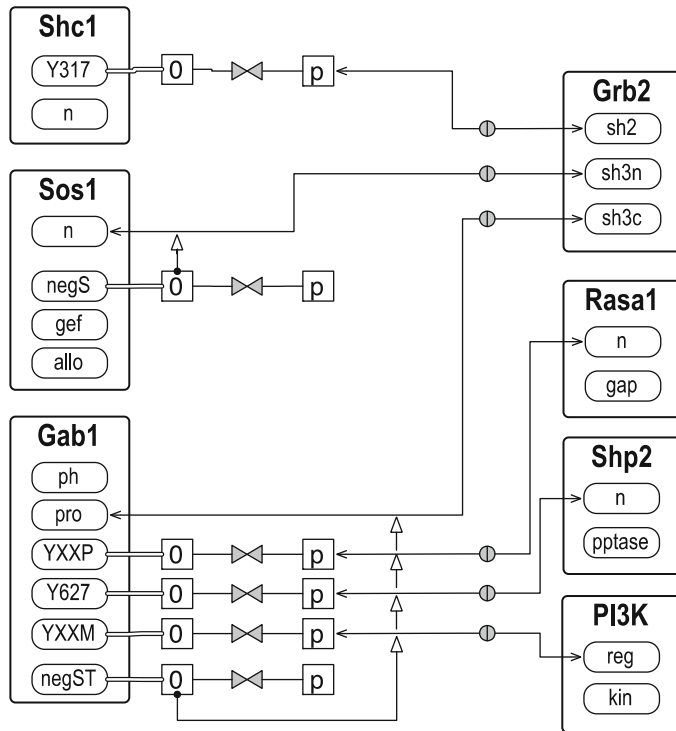 Shc1
Y317 0 p
n
Grb2
sh2
sh3n
sh3c
Sos1
n
negS 0 p
gef
allo
Rasa1
n
gap
Gab1
ph
pro
YXXP 0 p
Y627 0 p
YXXM 0 p
negST 0 p
Shp2
n
pptase
PI3K
reg
kin